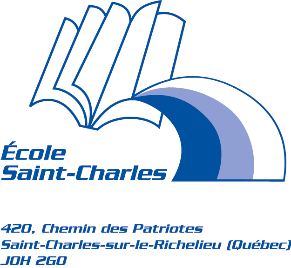 École
Saint-Charles
420, Chemin des Patriotes
Saint-Charles-sur-le-Richelieu (Québec)
J0H 2G0